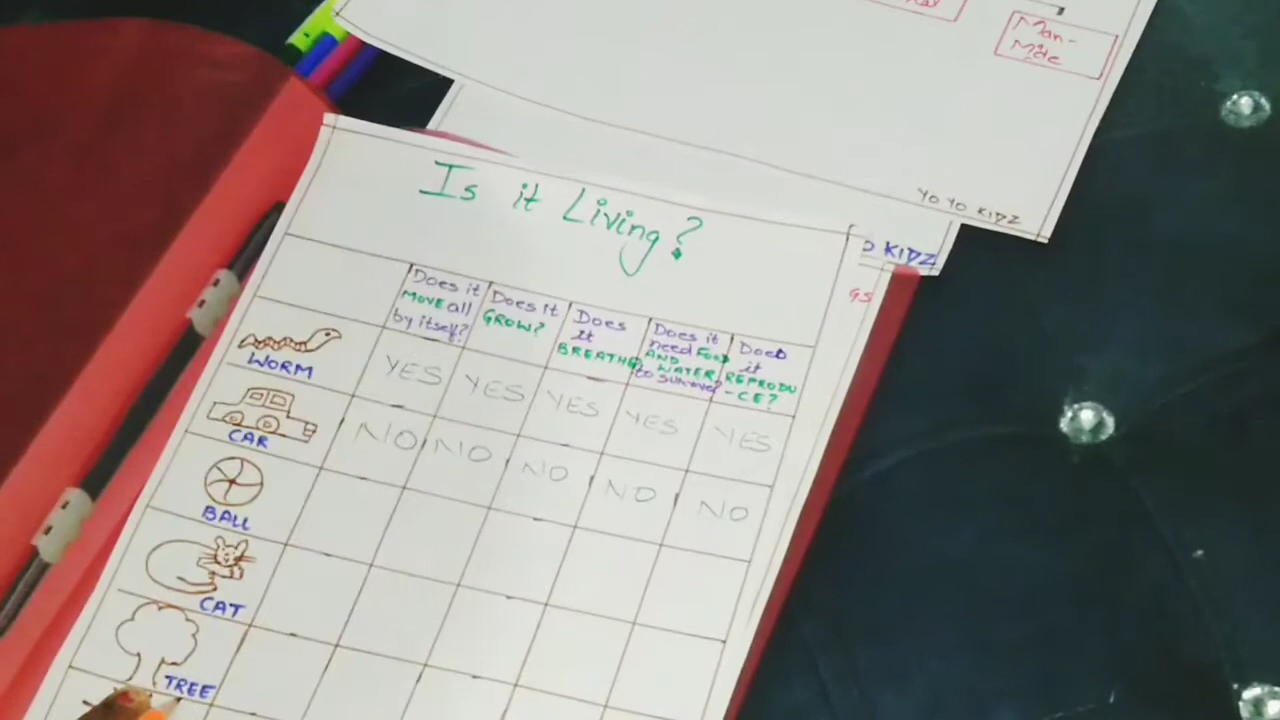 Man-
Made
YO YO KIDZ
KIDZ
GS
Is it Living?
Does it
MOVE all
by itself?
Does it
GROW?
Does
it
BREATHE?
Does it
need FOOD
AND
WATER
to survive?
Does
it
REPRODU
-CE?
WORM
YES YES YES YES YES
CAR
NO NO NO NO NO
BALL
CAT
TREE